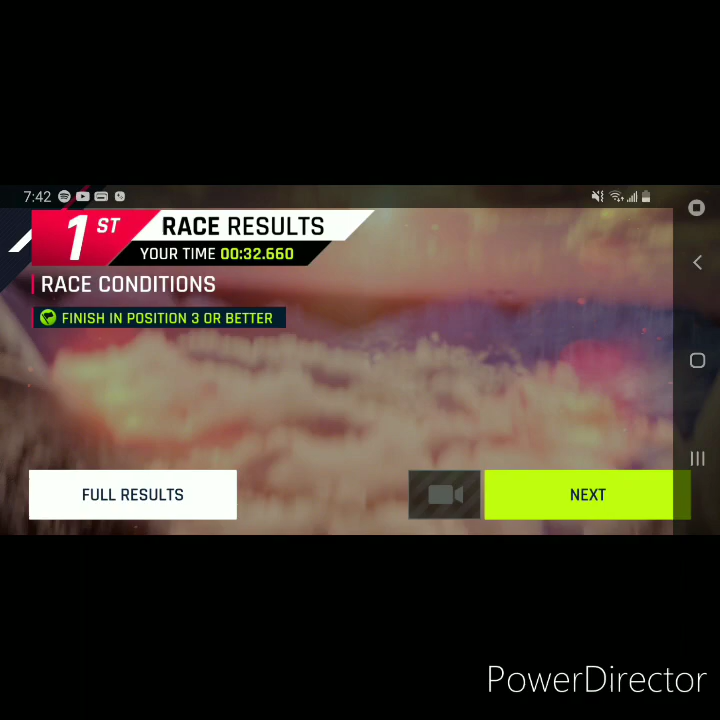 7:42
1ST
RACE RESULTS
YOUR TIME 00:32.660
RACE CONDITIONS
FINISH IN POSITION 3 OR BETTER
FULL RESULTS
NEXT
PowerDirector